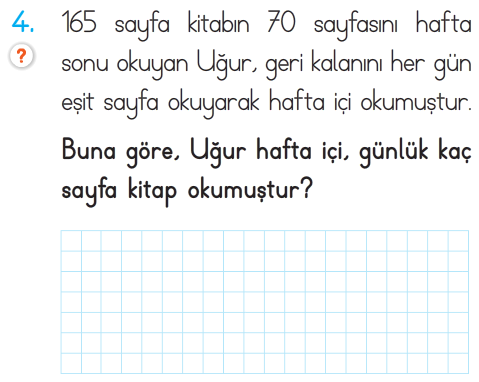 4. 165 sayfa kitabın 70 sayfasını hafta
? sonu okuyan Uğur, geri kalanını her gün
eşit sayfa okuyarak hafta içi okumuştur.
Buna göre, Uğur hafta içi, günlük kaç
sayfa kitap okumuştur?